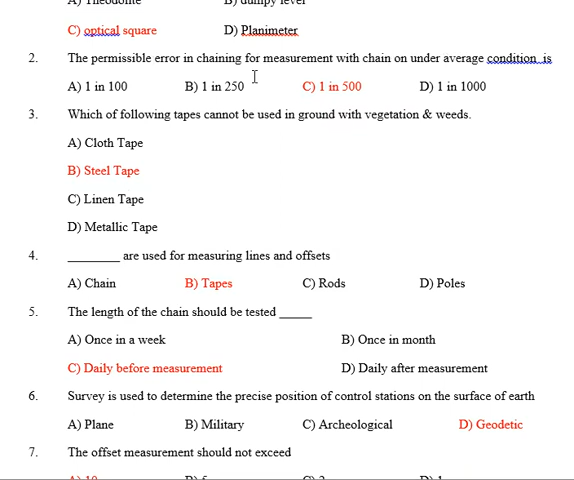 A) Theodolite B) dumpy level
C) optical square D) Planimeter
2. The permissible error in chaining for measurement with chain on under average condition is
A) 1 in 100 B) 1 in 250 C) 1 in 500 D) 1 in 1000
3. Which of following tapes cannot be used in ground with vegetation & weeds.
A) Cloth Tape
B) Steel Tape
C) Linen Tape
D) Metallic Tape
4. ________ are used for measuring lines and offsets
A) Chain B) Tapes C) Rods D) Poles
5. The length of the chain should be tested _____
A) Once in a week B) Once in month
C) Daily before measurement D) Daily after measurement
6. Survey is used to determine the precise position of control stations on the surface of earth
A) Plane B) Military C) Archeological D) Geodetic
7. The offset measurement should not exceed